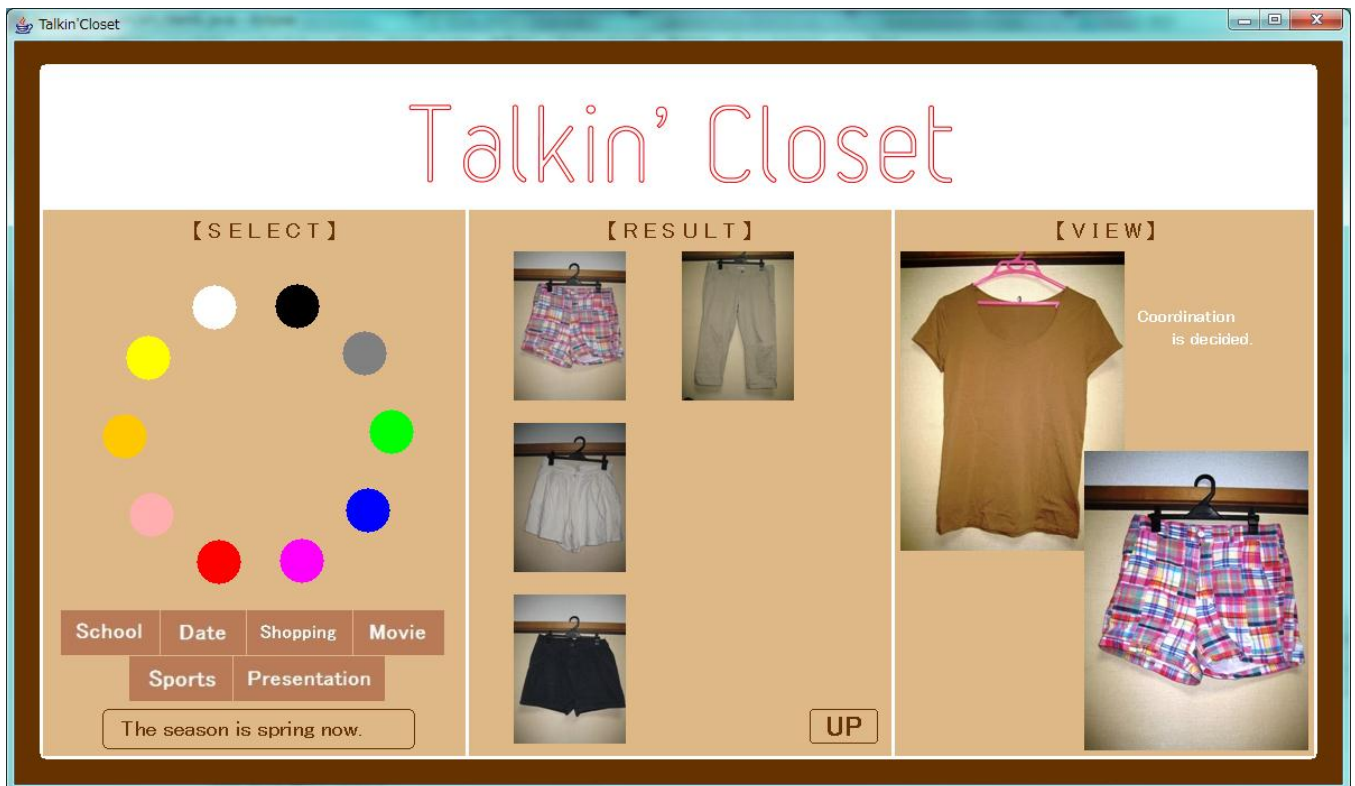 Talkin'Closet
Talkin' Closet
【SELECT】
School Date Shopping Movie
Sports Presentation
The season is spring now.
【RESULT】
UP
【VIEW】
Coordination
is decided.